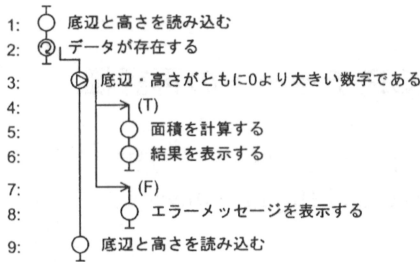 1: 底辺と高さを読み込む
2: データが存在する
3: 底辺・高さがともに0より大きい数字である
4: (T)
5: 面積を計算する
6: 結果を表示する
7: (F)
8: エラーメッセージを表示する
9: 底辺と高さを読み込む